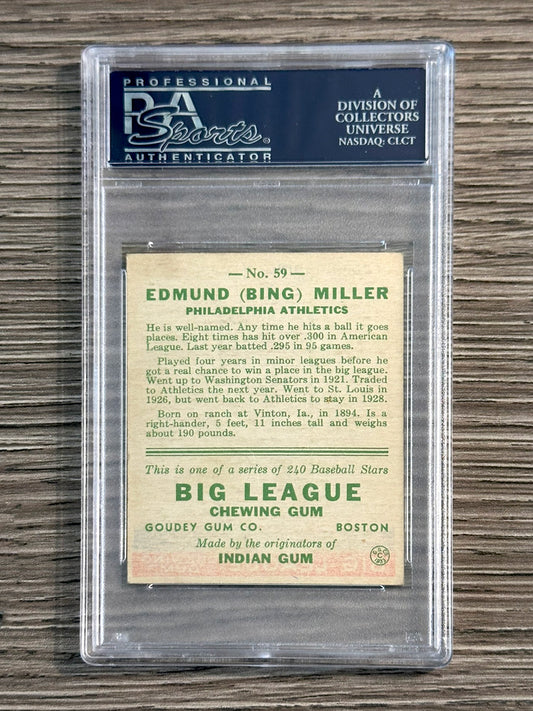 PROFESSIONAL
PSA
Sports®
AUTHENTICATOR
A
DIVISION OF
COLLECTORS
UNIVERSE
NASDAQ: CLCT
— No. 59 —
EDMUND (BING) MILLER
PHILADELPHIA ATHLETICS
He is well-named. Any time he hits a ball it goes
places. Eight times has hit over .300 in American
League. Last year batted .295 in 95 games.
Played four years in minor leagues before he
got a real chance to win a place in the big league.
Went up to Washington Senators in 1921. Traded
to Athletics the next year. Went to St. Louis in
1926, but went back to Athletics to stay in 1928.
Born on ranch at Vinton, Ia., in 1894. Is a
right-hander, 5 feet, 11 inches tall and weighs
about 190 pounds.
This is one of a series of 240 Baseball Stars
BIG LEAGUE
CHEWING GUM
GOUDEY GUM CO. BOSTON
Made by the originators of
INDIAN GUM